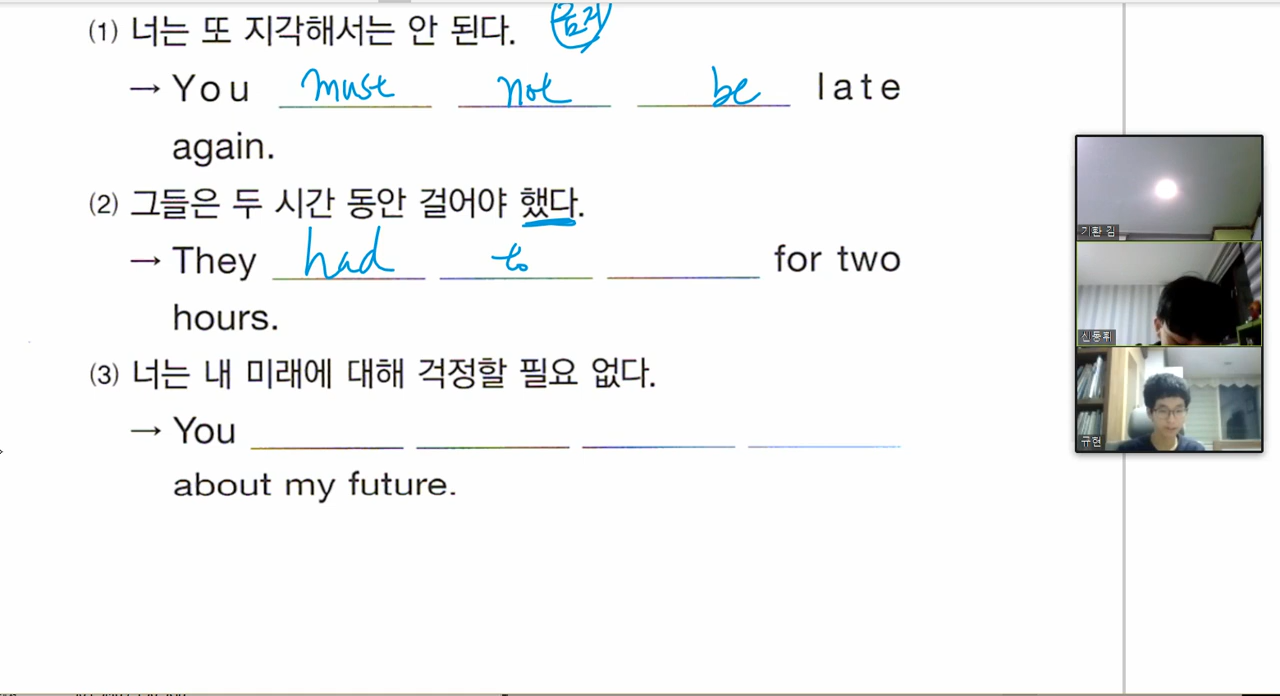 (1) 너는 또 지각해서는 안 된다. 금지
→ You must not be late
again.
(2) 그들은 두 시간 동안 걸어야 했다.
→ They had to for two
hours.
(3) 너는 내 미래에 대해 걱정할 필요 없다.
→ You
about my future.
기환 김
신동휘
규현